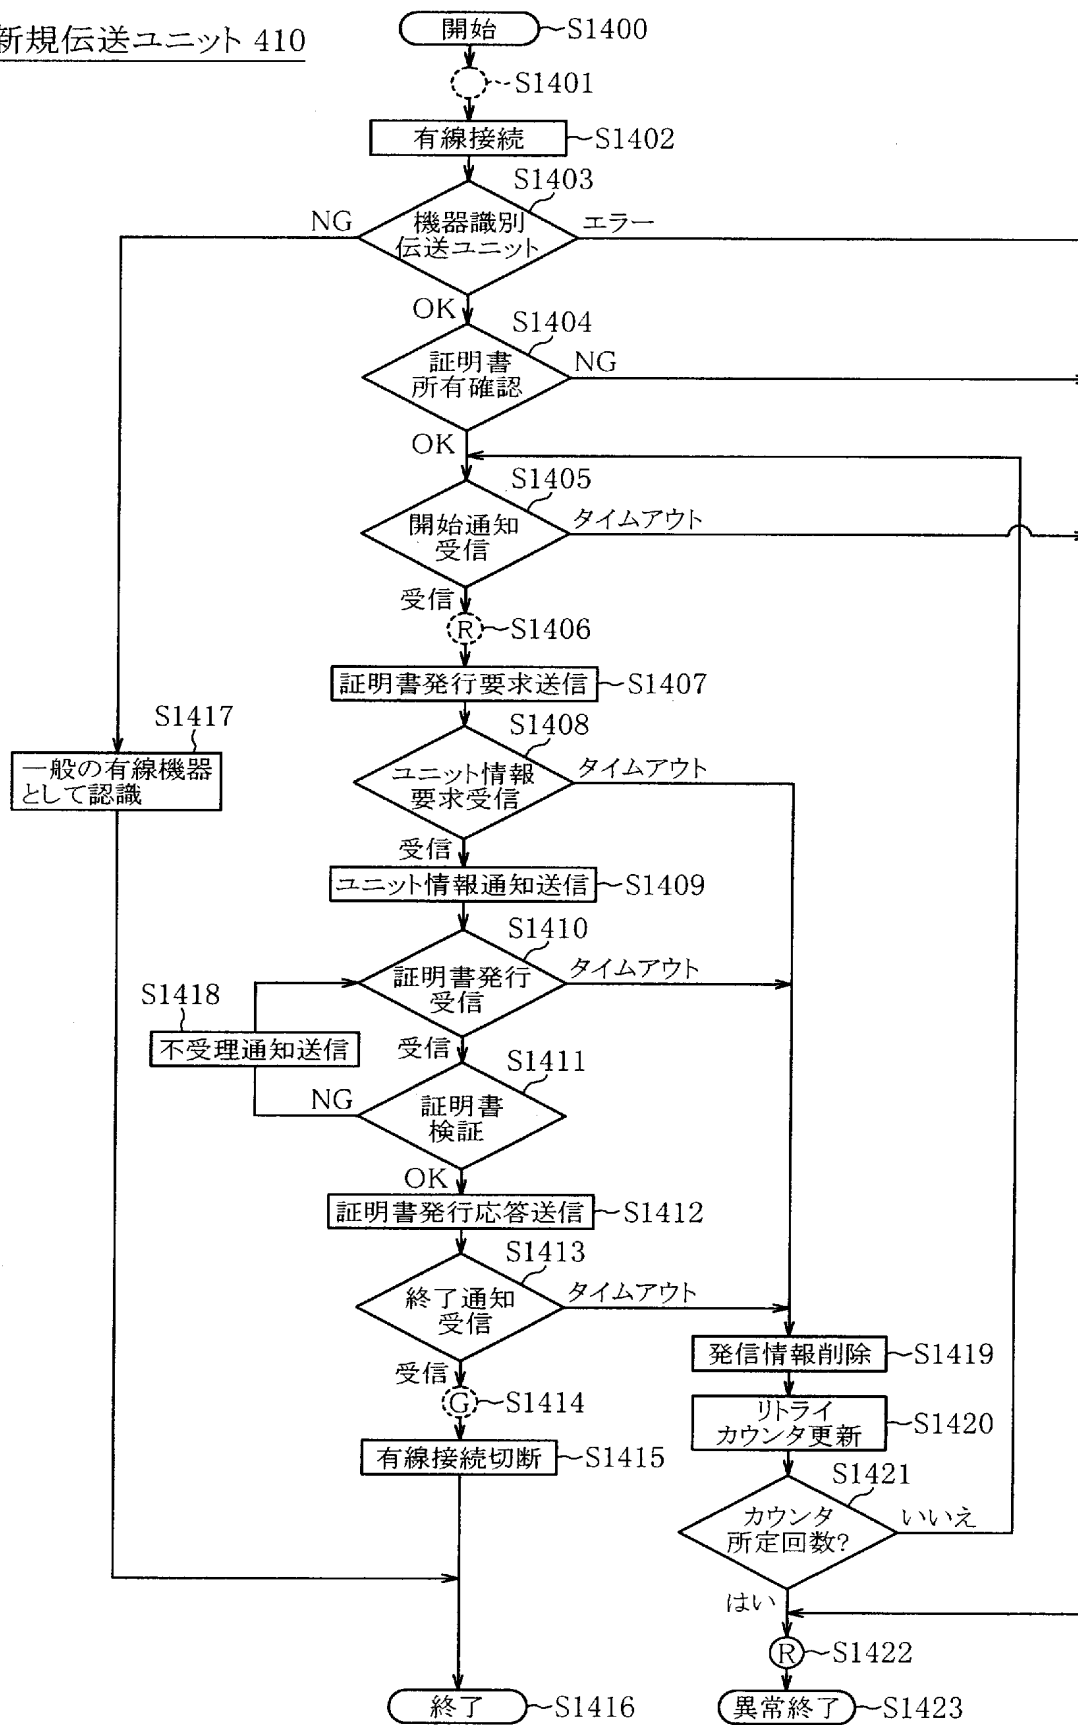 新規伝送ユニット 410
開始
S1400
S1401
有線接続
S1402
S1403
機器識別
伝送ユニット
NG
エラー
OK
S1404
証明書
所有確認
NG
OK
S1405
開始通知
受信
タイムアウト
受信
R
S1406
証明書発行要求送信
S1407
S1417
一般の有線機器
として認識
S1408
ユニット情報
要求受信
タイムアウト
受信
ユニット情報通知送信
S1409
S1410
証明書発行
受信
タイムアウト
S1418
不受理通知送信
受信
S1411
NG
証明書
検証
OK
証明書発行応答送信
S1412
S1413
終了通知
受信
タイムアウト
受信
G
S1414
有線接続切断
S1415
発信情報削除
S1419
リトライ
カウンタ更新
S1420
S1421
カウンタ
所定回数?
いいえ
はい
R
S1422
終了
S1416
異常終了
S1423